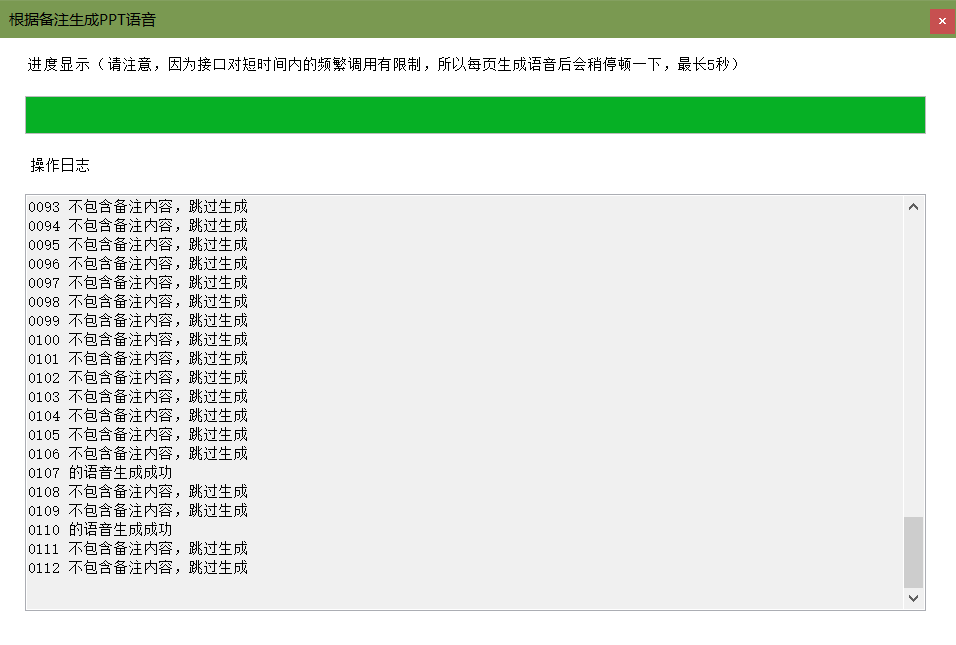 根据备注生成PPT语音
进度显示（请注意，因为接口对短时间内的频繁调用有限制，所以每页生成语音后会稍停顿一下，最长5秒）
操作日志
0093 不包含备注内容，跳过生成
0094 不包含备注内容，跳过生成
0095 不包含备注内容，跳过生成
0096 不包含备注内容，跳过生成
0097 不包含备注内容，跳过生成
0098 不包含备注内容，跳过生成
0099 不包含备注内容，跳过生成
0100 不包含备注内容，跳过生成
0101 不包含备注内容，跳过生成
0102 不包含备注内容，跳过生成
0103 不包含备注内容，跳过生成
0104 不包含备注内容，跳过生成
0105 不包含备注内容，跳过生成
0106 不包含备注内容，跳过生成
0107 的语音生成成功
0108 不包含备注内容，跳过生成
0109 不包含备注内容，跳过生成
0110 的语音生成成功
0111 不包含备注内容，跳过生成
0112 不包含备注内容，跳过生成